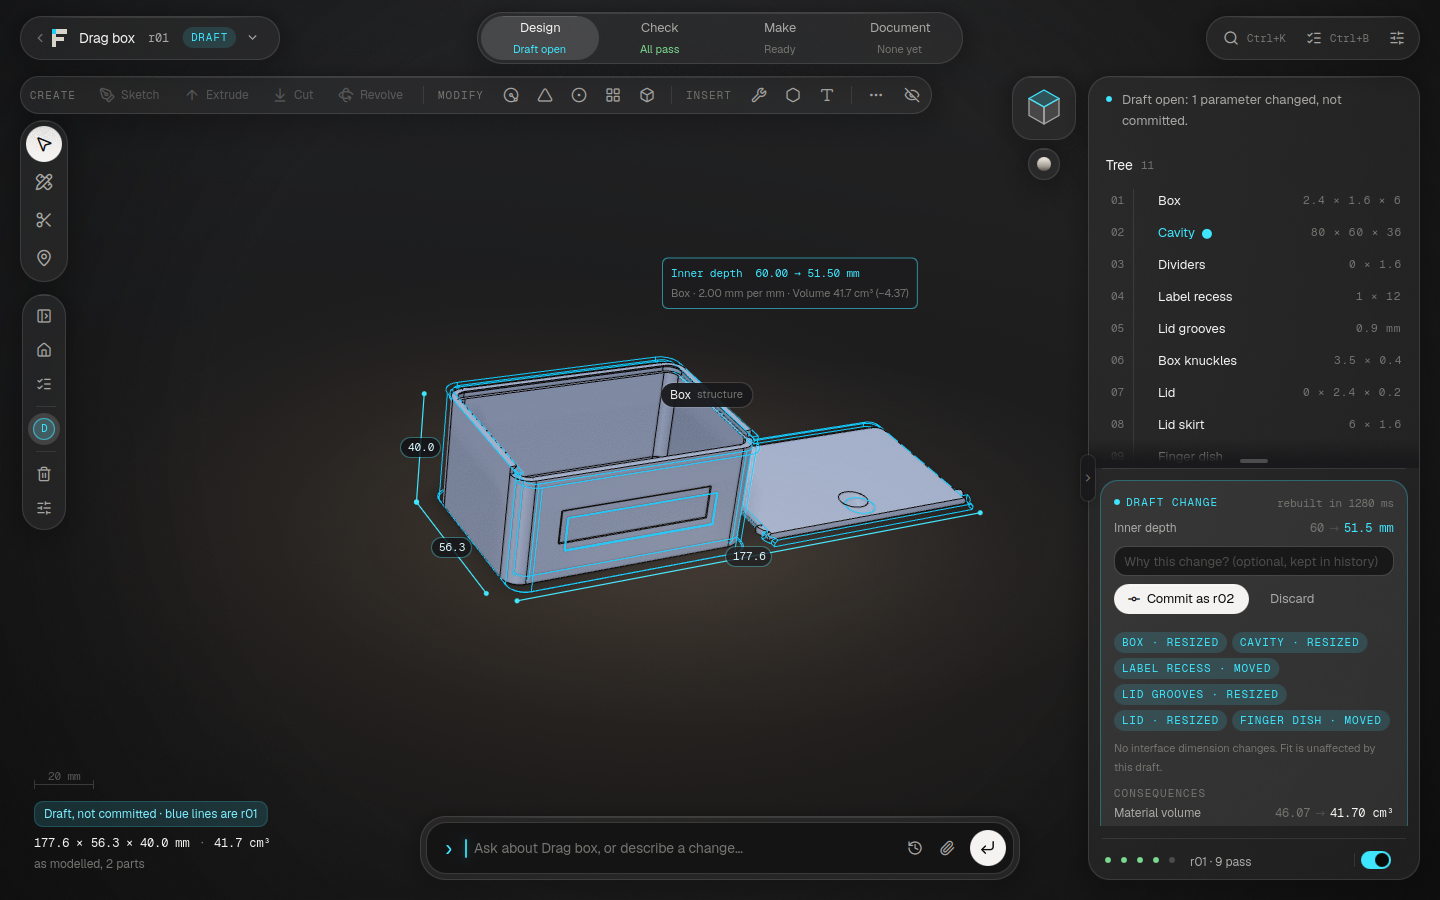 Drag box r01 DRAFT
Design
Draft open
Check
All pass
Make
Ready
Document
None yet
Ctrl+K
Ctrl+B
CREATE Sketch Extrude Cut Revolve MODIFY INSERT
Draft open: 1 parameter changed, not
committed.
Tree 11
01 Box 2.4 × 1.6 × 6
02 Cavity 80 × 60 × 36
03 Dividers 0 × 1.6
04 Label recess 1 × 12
05 Lid grooves 0.9 mm
06 Box knuckles 3.5 × 0.4
07 Lid 0 × 2.4 × 0.2
08 Lid skirt 6 × 1.6
09 Finger dish
Inner depth 60.00 → 51.50 mm
Box · 2.00 mm per mm · Volume 41.7 cm³ (−4.37)
Box structure
40.0
56.3
177.6
D
DRAFT CHANGE rebuilt in 1280 ms
Inner depth 60 → 51.5 mm
Why this change? (optional, kept in history)
Commit as r02 Discard
BOX · RESIZED CAVITY · RESIZED
LABEL RECESS · MOVED
LID GROOVES · RESIZED
LID · RESIZED FINGER DISH · MOVED
No interface dimension changes. Fit is unaffected by
this draft.
CONSEQUENCES
Material volume 46.07 → 41.70 cm³
r01 · 9 pass
20 mm
Draft, not committed · blue lines are r01
177.6 × 56.3 × 40.0 mm · 41.7 cm³
as modelled, 2 parts
Ask about Drag box, or describe a change…